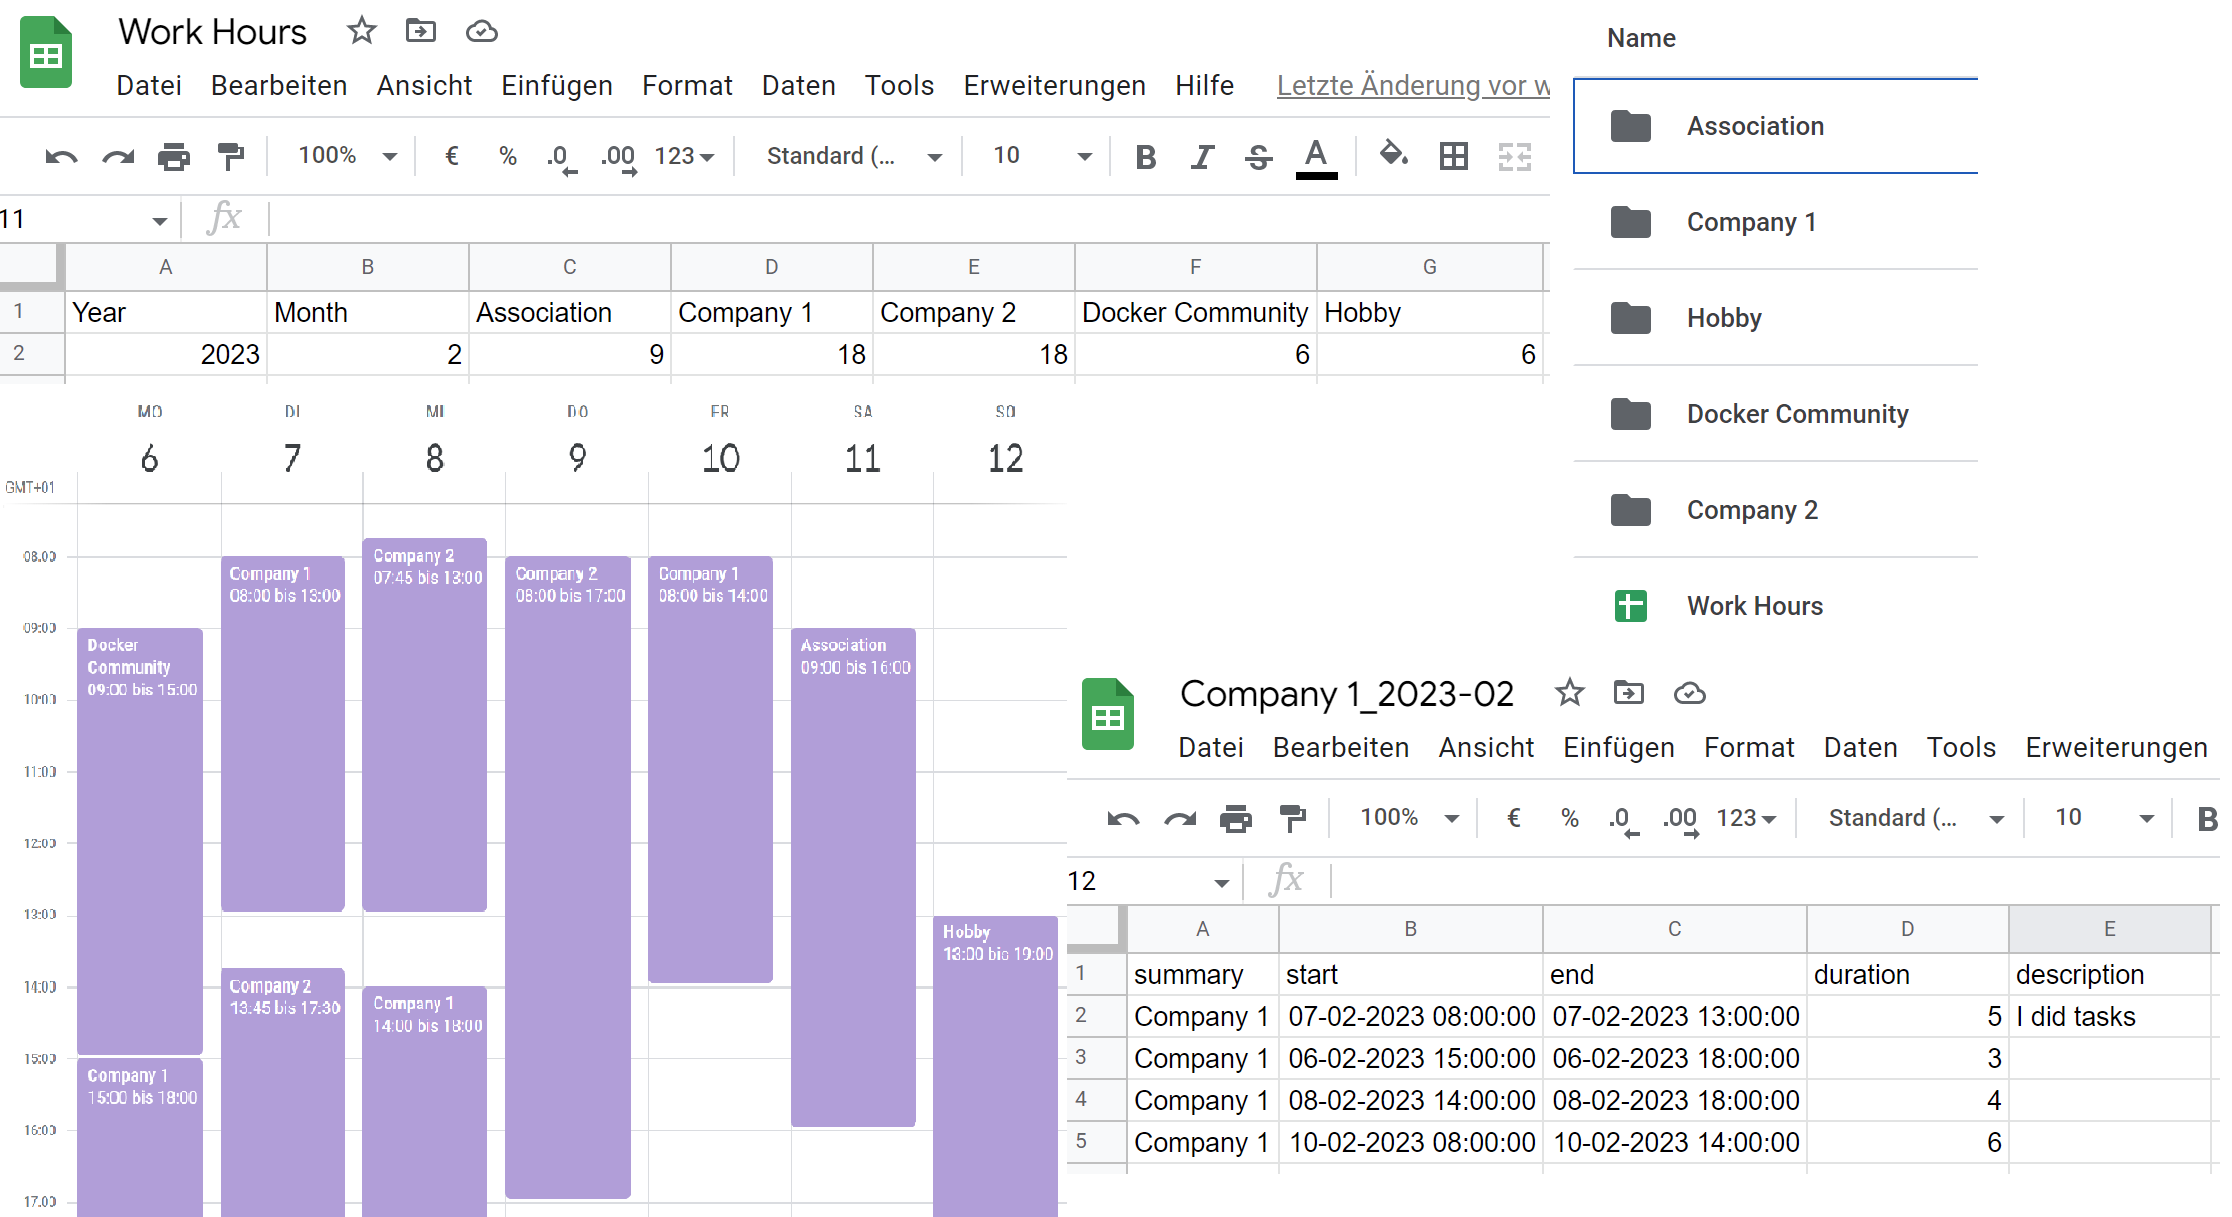 Work Hours
Datei Bearbeiten Ansicht Einfügen Format Daten Tools Erweiterungen Hilfe Letzte Änderung vor w
100% € % .0 .00 123 Standard (... 10 B I S A
11 fx
A B C D E F G
1 Year Month Association Company 1 Company 2 Docker Community Hobby
2 2023 2 9 18 18 6 6
Name
Association
Company 1
Hobby
Docker Community
Company 2
Work Hours
MO DI MI DO FR SA SO
6 7 8 9 10 11 12
GMT+01
08:00
09:00
10:00
11:00
12:00
13:00
14:00
15:00
16:00
17:00
Docker
Community
09:00 bis 15:00
Company 1
15:00 bis 18:00
Company 1
08:00 bis 13:00
Company 2
13:45 bis 17:30
Company 2
07:45 bis 13:00
Company 1
14:00 bis 18:00
Company 2
08:00 bis 17:00
Company 1
08:00 bis 14:00
Association
09:00 bis 16:00
Hobby
13:00 bis 19:00
Company 1_2023-02
Datei Bearbeiten Ansicht Einfügen Format Daten Tools Erweiterungen
100% € % .0 .00 123 Standard (... 10 B
12 fx
A B C D E
1 summary start end duration description
2 Company 1 07-02-2023 08:00:00 07-02-2023 13:00:00 5 I did tasks
3 Company 1 06-02-2023 15:00:00 06-02-2023 18:00:00 3
4 Company 1 08-02-2023 14:00:00 08-02-2023 18:00:00 4
5 Company 1 10-02-2023 08:00:00 10-02-2023 14:00:00 6